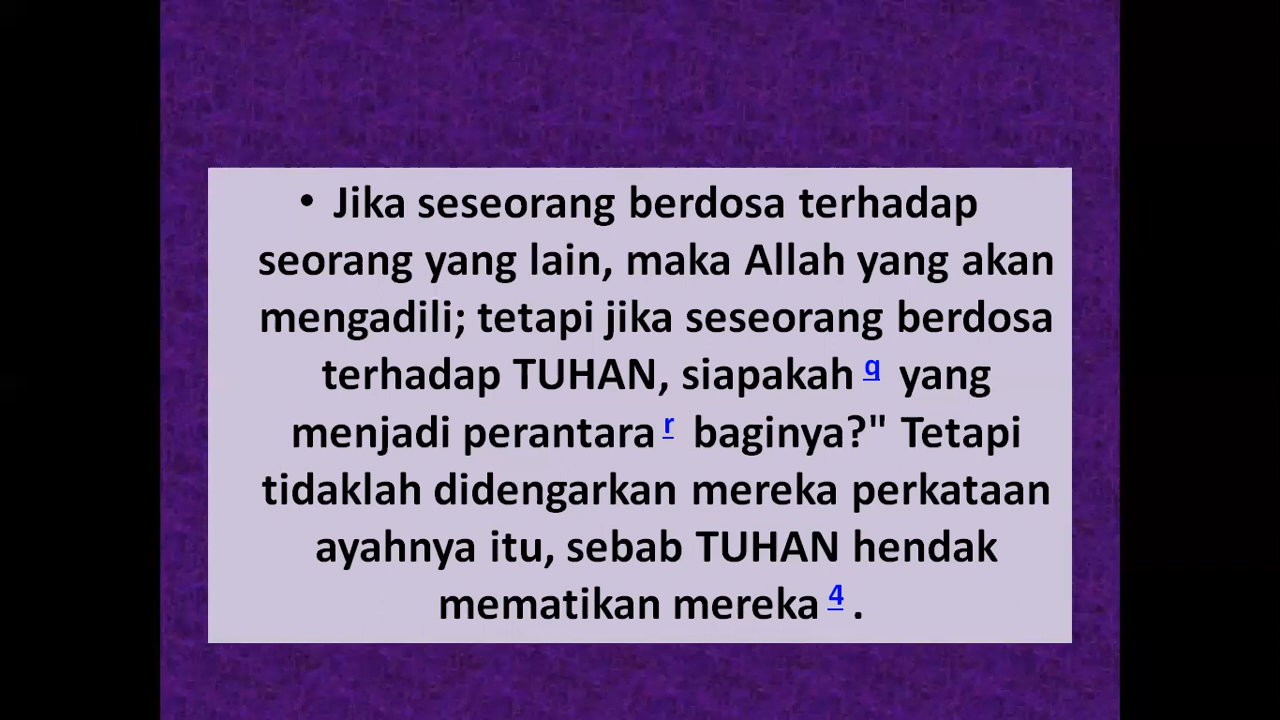 • Jika seseorang berdosa terhadap
seorang yang lain, maka Allah yang akan
mengadili; tetapi jika seseorang berdosa
terhadap TUHAN, siapakah q yang
menjadi perantara r baginya?" Tetapi
tidaklah didengarkan mereka perkataan
ayahnya itu, sebab TUHAN hendak
mematikan mereka 4 .